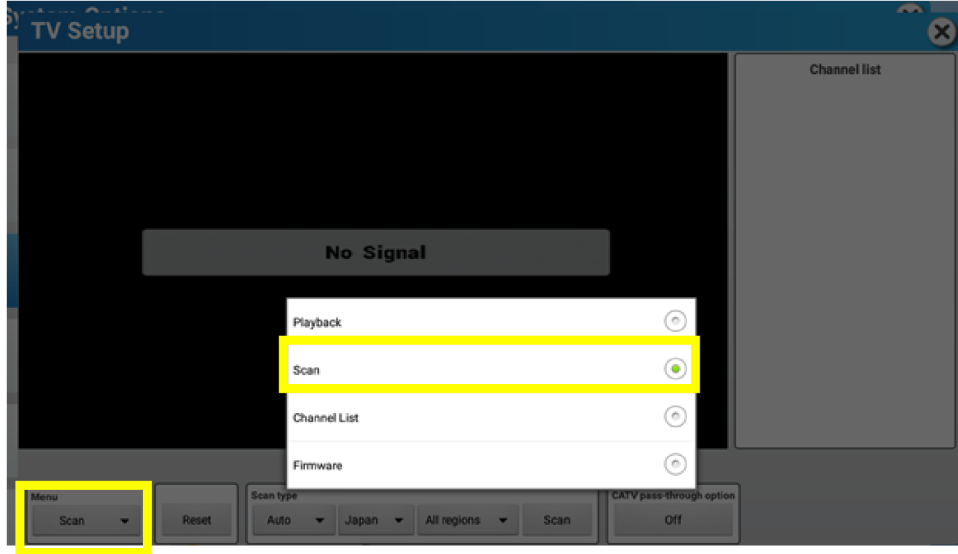 System Options
TV Setup
Channel list
No Signal
Playback
Scan
Channel List
Firmware
Menu
Scan
Reset
Scan type
Auto
Japan
All regions
Scan
CATV pass-through option
Off